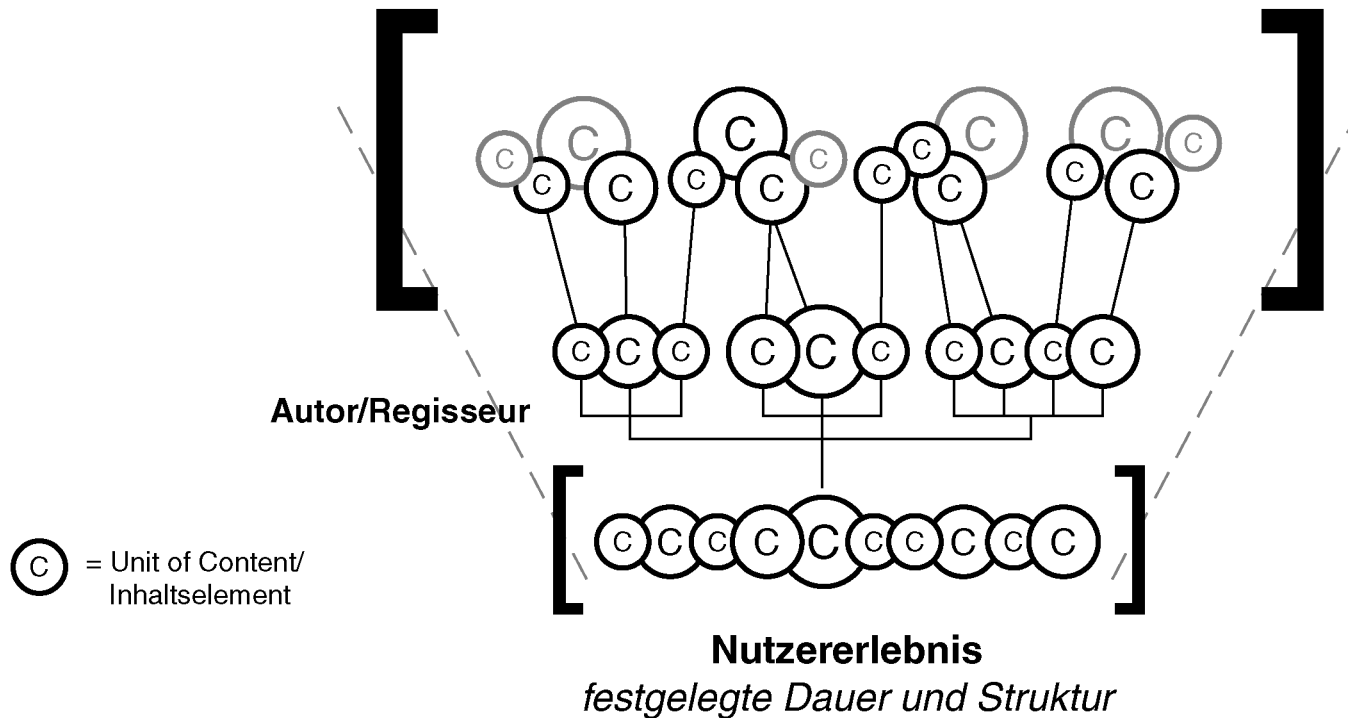 C C C C C C C C C C C C C C C C
C C C C C C C C C C
Autor/Regisseur
C C C C C C C C C C
C = Unit of Content/
Inhaltselement
Nutzererlebnis
festgelegte Dauer und Struktur